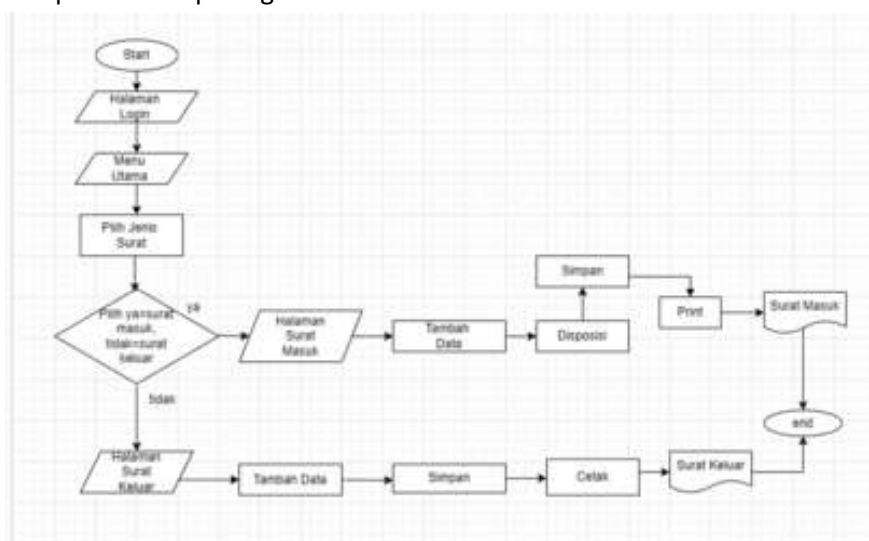 Start
Halaman
Login
Menu
Utama
Pilih Jenis
Surat
Pilih ya=surat
masuk,
tidak=surat
keluar
ya
Halaman
Surat
Masuk
Tambah
Data
Disposisi
Simpan
Print
Surat Masuk
end
tidak
Halaman
Surat
Keluar
Tambah Data
Simpan
Cetak
Surat Keluar